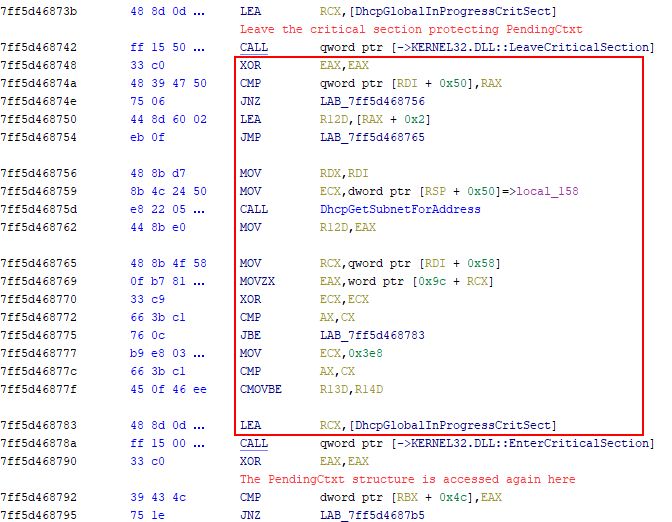 7ff5d46873b 48 8d 0d ... LEA RCX,[DhcpGlobalInProgressCritSect]
Leave the critical section protecting PendingCtxt
7ff5d468742 ff 15 50 ... CALL qword ptr [->KERNEL32.DLL::LeaveCriticalSection]
7ff5d468748 33 c0 XOR EAX,EAX
7ff5d46874a 48 39 47 50 CMP qword ptr [RDI + 0x50],RAX
7ff5d46874e 75 06 JNZ LAB_7ff5d468756
7ff5d468750 44 8d 60 02 LEA R12D,[RAX + 0x2]
7ff5d468754 eb 0f JMP LAB_7ff5d468765
7ff5d468756 48 8b d7 MOV RDX,RDI
7ff5d468759 8b 4c 24 50 MOV ECX,dword ptr [RSP + 0x50]=>local_158
7ff5d46875d e8 22 05 ... CALL DhcpGetSubnetForAddress
7ff5d468762 44 8b e0 MOV R12D,EAX
7ff5d468765 48 8b 4f 58 MOV RCX,qword ptr [RDI + 0x58]
7ff5d468769 0f b7 81 ... MOVZX EAX,word ptr [0x9c + RCX]
7ff5d468770 33 c9 XOR ECX,ECX
7ff5d468772 66 3b c1 CMP AX,CX
7ff5d468775 76 0c JBE LAB_7ff5d468783
7ff5d468777 b9 e8 03 ... MOV ECX,0x3e8
7ff5d46877c 66 3b c1 CMP AX,CX
7ff5d46877f 45 0f 46 ee CMOVBE R13D,R14D
7ff5d468783 48 8d 0d ... LEA RCX,[DhcpGlobalInProgressCritSect]
7ff5d46878a ff 15 00 ... CALL qword ptr [->KERNEL32.DLL::EnterCriticalSection]
7ff5d468790 33 c0 XOR EAX,EAX
The PendingCtxt structure is accessed again here
7ff5d468792 39 43 4c CMP dword ptr [RBX + 0x4c],EAX
7ff5d468795 75 1e JNZ LAB_7ff5d4687b5